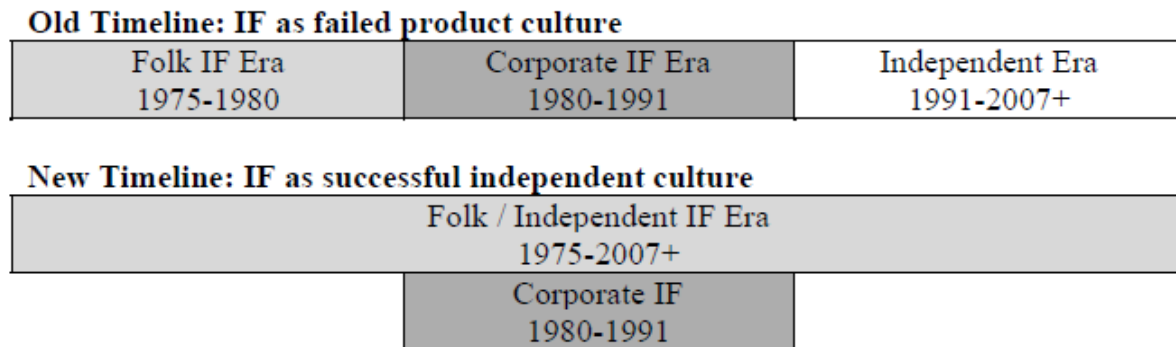 Old Timeline: IF as failed product culture
Folk IF Era
1975-1980
Corporate IF Era
1980-1991
Independent Era
1991-2007+
New Timeline: IF as successful independent culture
Folk / Independent IF Era
1975-2007+
Corporate IF
1980-1991